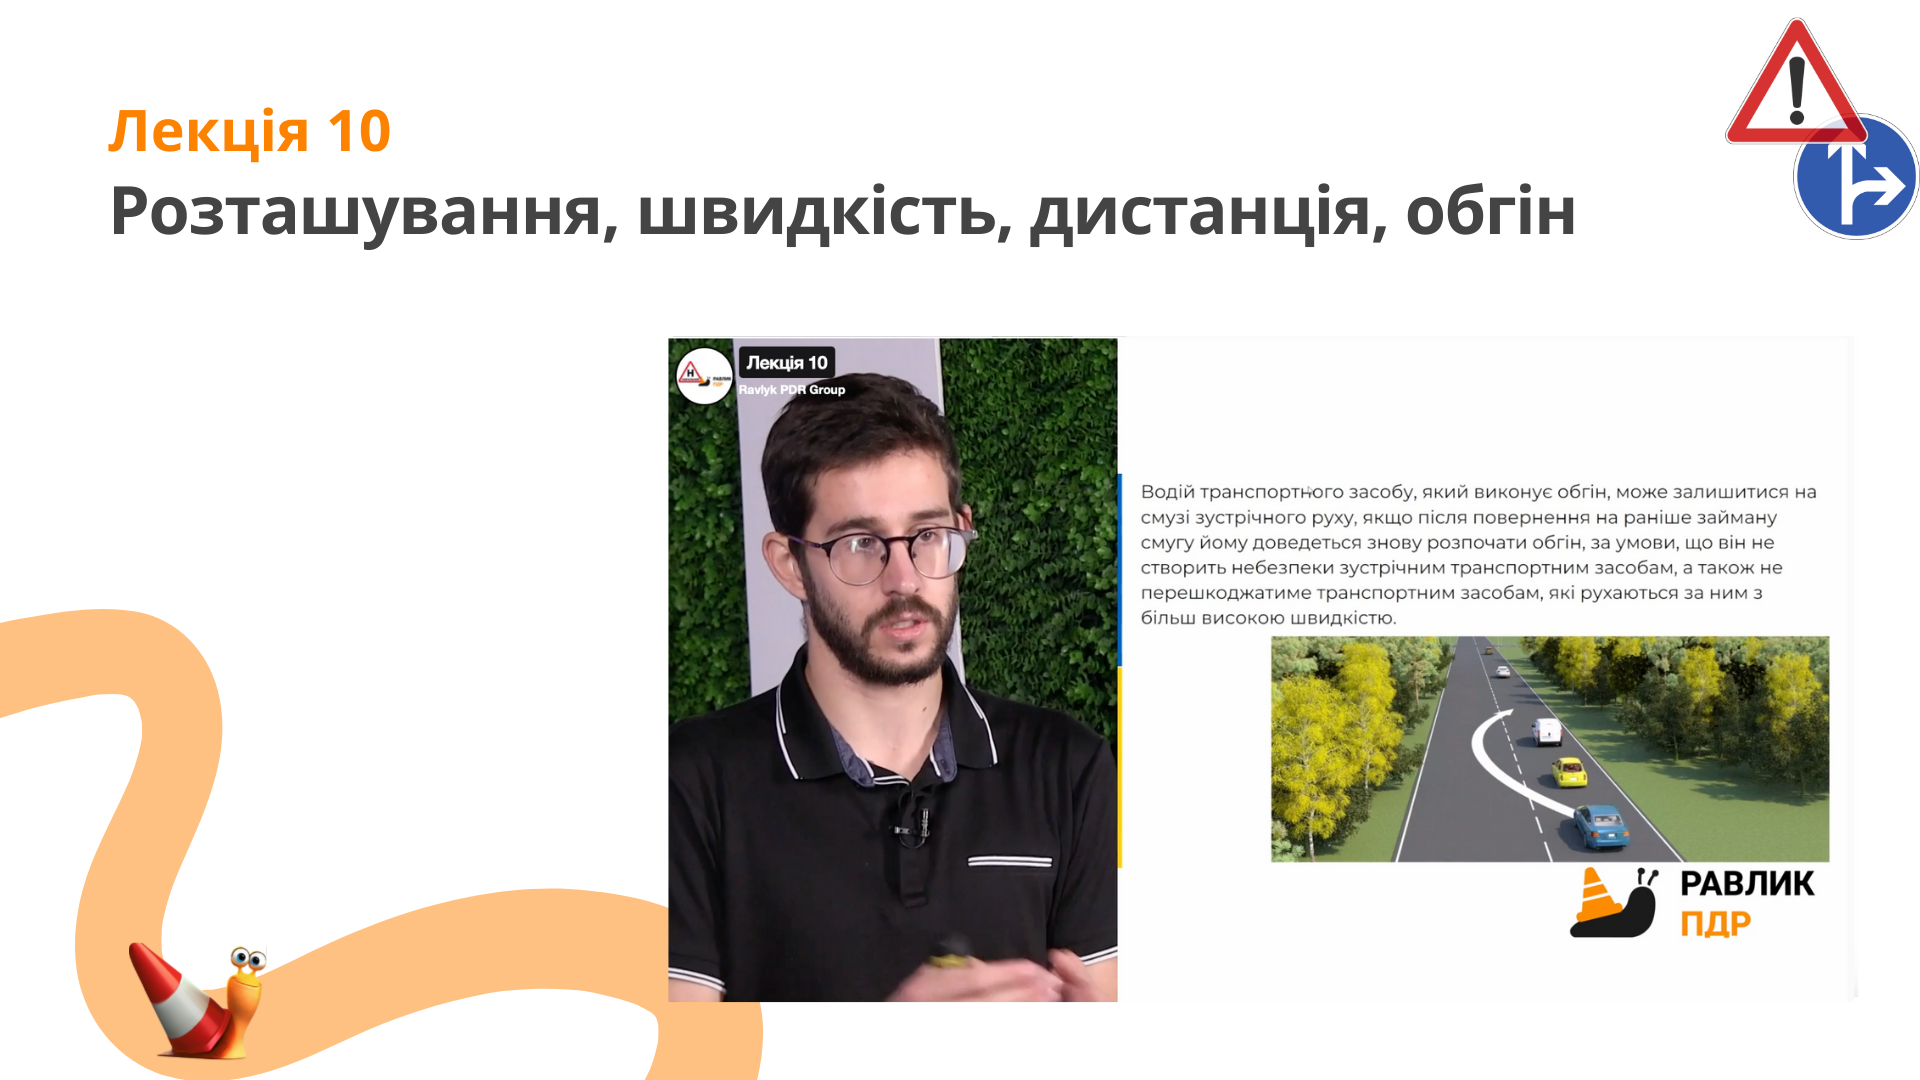 Лекція 10
Розташування, швидкість, дистанція, обгін
Лекція 10
Ravlyk PDR Group
Водій транспортного засобу, який виконує обгін, може залишитися на
смузі зустрічного руху, якщо після повернення на раніше займану
смугу йому доведеться знову розпочати обгін, за умови, що він не
створить небезпеки зустрічним транспортним засобам, а також не
перешкоджатиме транспортним засобам, які рухаються за ним з
більш високою швидкістю.
РАВЛИК
ПДР